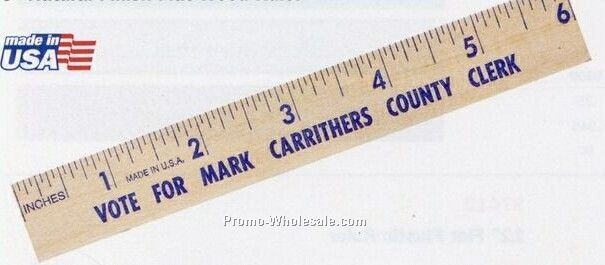 made in
USA
1 2 3 4 5 6
INCHES
MADE IN U.S.A.
VOTE FOR MARK CARRITHERS COUNTY CLERK
Promo-Wholesale.com